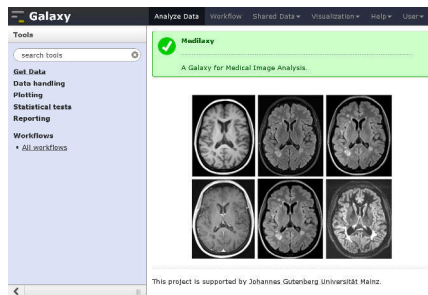 Galaxy
Analyze Data Workflow Shared Data Visualization Help User
Tools
search tools
Get Data
Data handling
Plotting
Statistical tests
Reporting
Workflows
All workflows
Medilaxy
A Galaxy for Medical Image Analysis.
This project is supported by Johannes Gutenberg Universität Mainz.